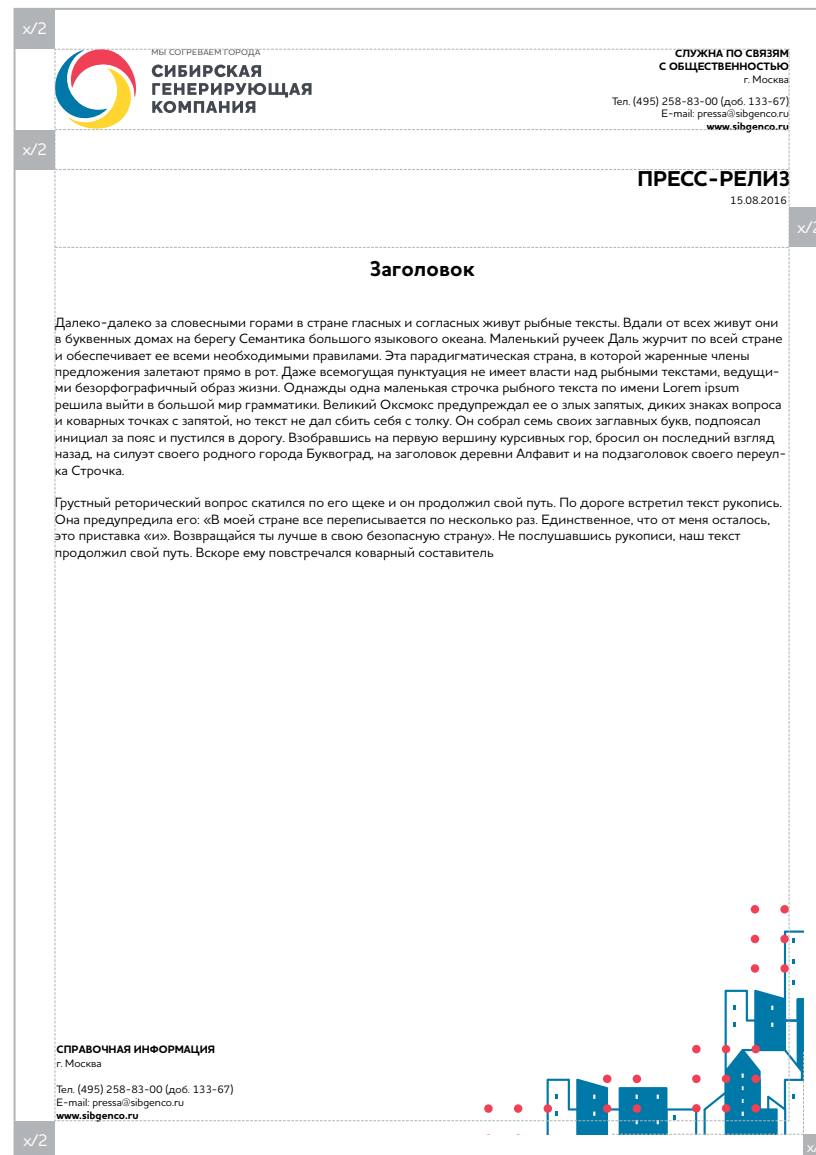 х/2
МЫ СОГРЕВАЕМ ГОРОДА
СИБИРСКАЯ
ГЕНЕРИРУЮЩАЯ
КОМПАНИЯ
СЛУЖНА ПО СВЯЗЯМ
С ОБЩЕСТВЕННОСТЬЮ
г. Москва
Тел. (495) 258-83-00 (доб. 133-67)
E-mail: pressa@sibgenco.ru
www.sibgenco.ru
х/2
ПРЕСС-РЕЛИЗ
15.08.2016
х/2
Заголовок
Далеко-далеко за словесными горами в стране гласных и согласных живут рыбные тексты. Вдали от всех живут они
в буквенных домах на берегу Семантика большого языкового океана. Маленький ручеек Даль журчит по всей стране
и обеспечивает ее всеми необходимыми правилами. Эта парадигматическая страна, в которой жаренные члены
предложения залетают прямо в рот. Даже всемогущая пунктуация не имеет власти над рыбными текстами, ведущи-
ми безорфографичный образ жизни. Однажды одна маленькая строчка рыбного текста по имени Lorem ipsum
решила выйти в большой мир грамматики. Великий Оксмокс предупреждал ее о злых запятых, диких знаках вопроса
и коварных точках с запятой, но текст не дал сбить себя с толку. Он собрал семь своих заглавных букв, подпоясал
инициал за пояс и пустился в дорогу. Взобравшись на первую вершину курсивных гор, бросил он последний взгляд
назад, на силуэт своего родного города Буквоград, на заголовок деревни Алфавит и на подзаголовок своего переул-
ка Строчка.
Грустный реторический вопрос скатился по его щеке и он продолжил свой путь. По дороге встретил текст рукопись.
Она предупредила его: «В моей стране все переписывается по несколько раз. Единственное, что от меня осталось,
это приставка «и». Возвращайся ты лучше в свою безопасную страну». Не послушавшись рукописи, наш текст
продолжил свой путь. Вскоре ему повстречался коварный составитель
СПРАВОЧНАЯ ИНФОРМАЦИЯ
г. Москва
Тел. (495) 258-83-00 (доб. 133-67)
E-mail: pressa@sibgenco.ru
www.sibgenco.ru
х/2